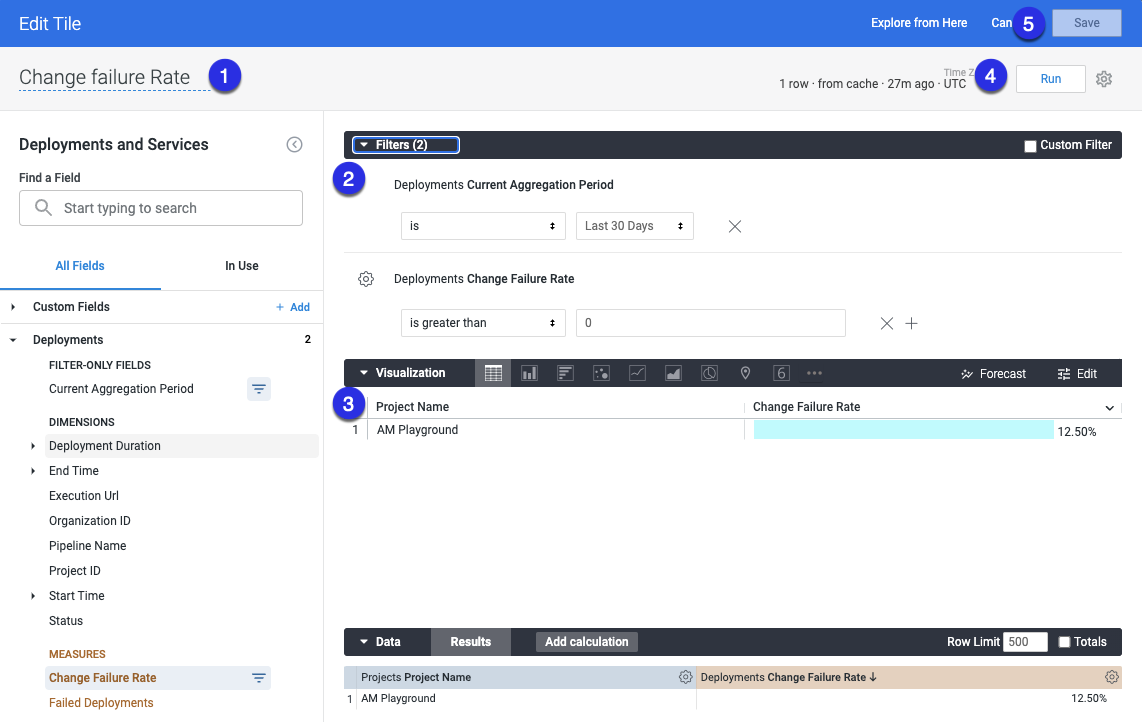 Edit Tile
Explore from Here
Can
5
Save
Change failure Rate
1
1 row · from cache · 27m ago ·
Time Z
UTC
4
Run
Deployments and Services
Find a Field
Start typing to search
All Fields
In Use
Custom Fields
+ Add
Deployments
2
FILTER-ONLY FIELDS
Current Aggregation Period
DIMENSIONS
Deployment Duration
End Time
Execution Url
Organization ID
Pipeline Name
Project ID
Start Time
Status
MEASURES
Change Failure Rate
Failed Deployments
Filters (2)
Custom Filter
2
Deployments Current Aggregation Period
is
Last 30 Days
Deployments Change Failure Rate
is greater than
0
Visualization
6
Forecast
Edit
3
Project Name
Change Failure Rate
1
AM Playground
12.50%
Data
Results
Add calculation
Row Limit
500
Totals
Projects Project Name
Deployments Change Failure Rate ↓
1
AM Playground
12.50%